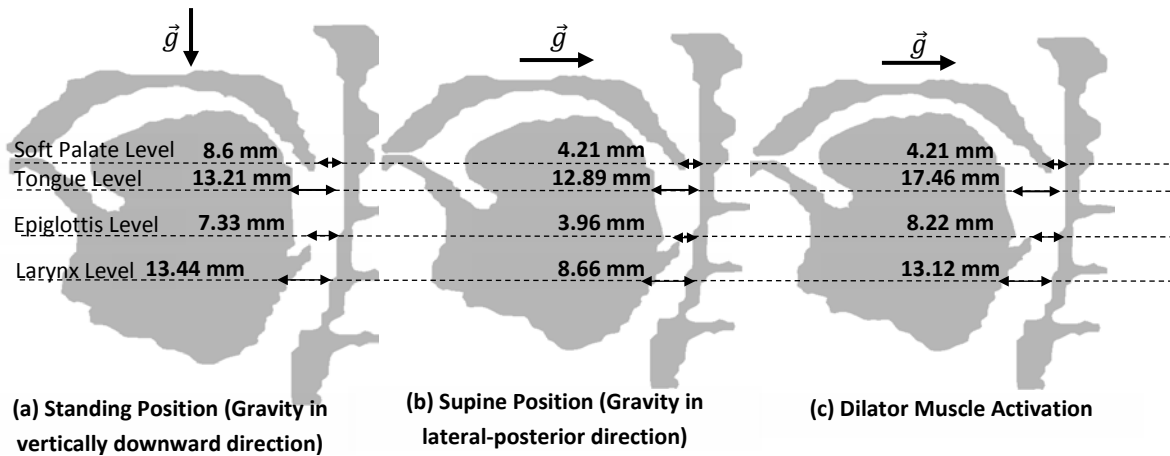 g⃗ g⃗ g⃗
Soft Palate Level 8.6 mm 4.21 mm 4.21 mm
Tongue Level 13.21 mm 12.89 mm 17.46 mm
Epiglottis Level 7.33 mm 3.96 mm 8.22 mm
Larynx Level 13.44 mm 8.66 mm 13.12 mm
(a) Standing Position (Gravity in
vertically downward direction)
(b) Supine Position (Gravity in
lateral-posterior direction)
(c) Dilator Muscle Activation